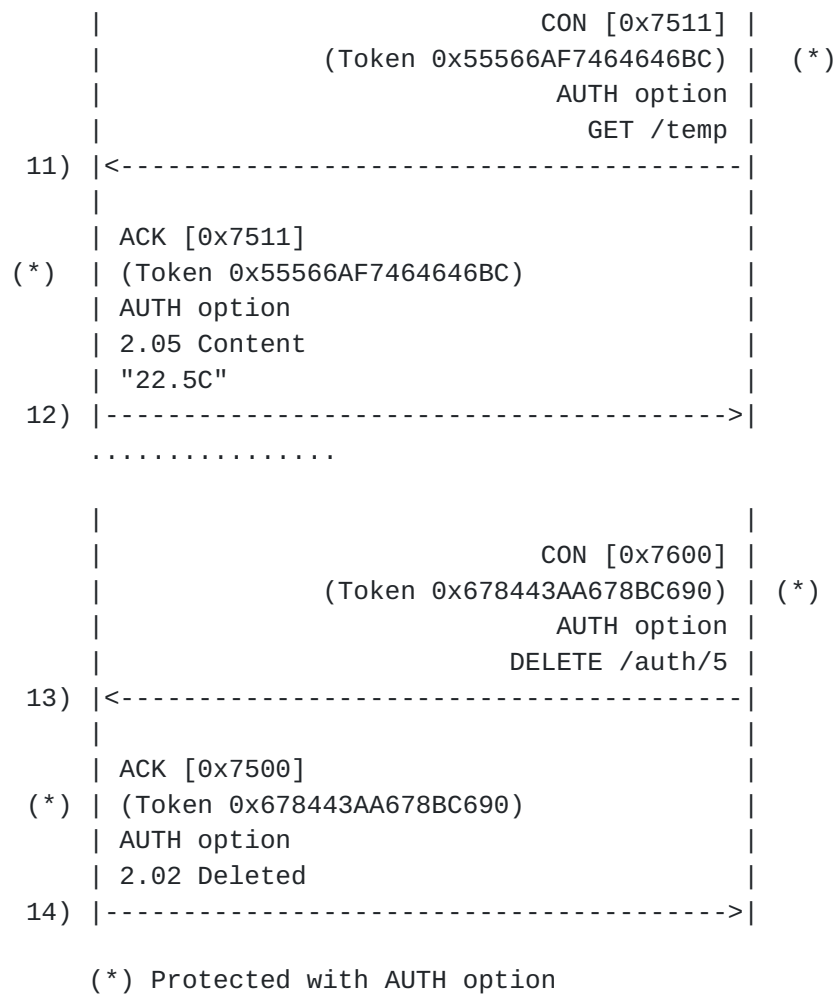 |                            CON [0x7511] |
|              (Token 0x55566AF7464646BC) |  (*)
|                             AUTH option |
|                               GET /temp |
11) |<----------------------------------------|
|                                         |
| ACK [0x7511]                            |
(*)  | (Token 0x55566AF7464646BC)              |
| AUTH option                             |
| 2.05 Content                            |
| "22.5C"                                 |
12) |---------------------------------------->|
................
|                                         |
|                            CON [0x7600] |
|              (Token 0x678443AA678BC690) | (*)
|                             AUTH option |
|                          DELETE /auth/5 |
13) |<----------------------------------------|
|                                         |
| ACK [0x7500]                            |
(*) | (Token 0x678443AA678BC690)              |
| AUTH option                             |
| 2.02 Deleted                            |
14) |---------------------------------------->|
(*) Protected with AUTH option